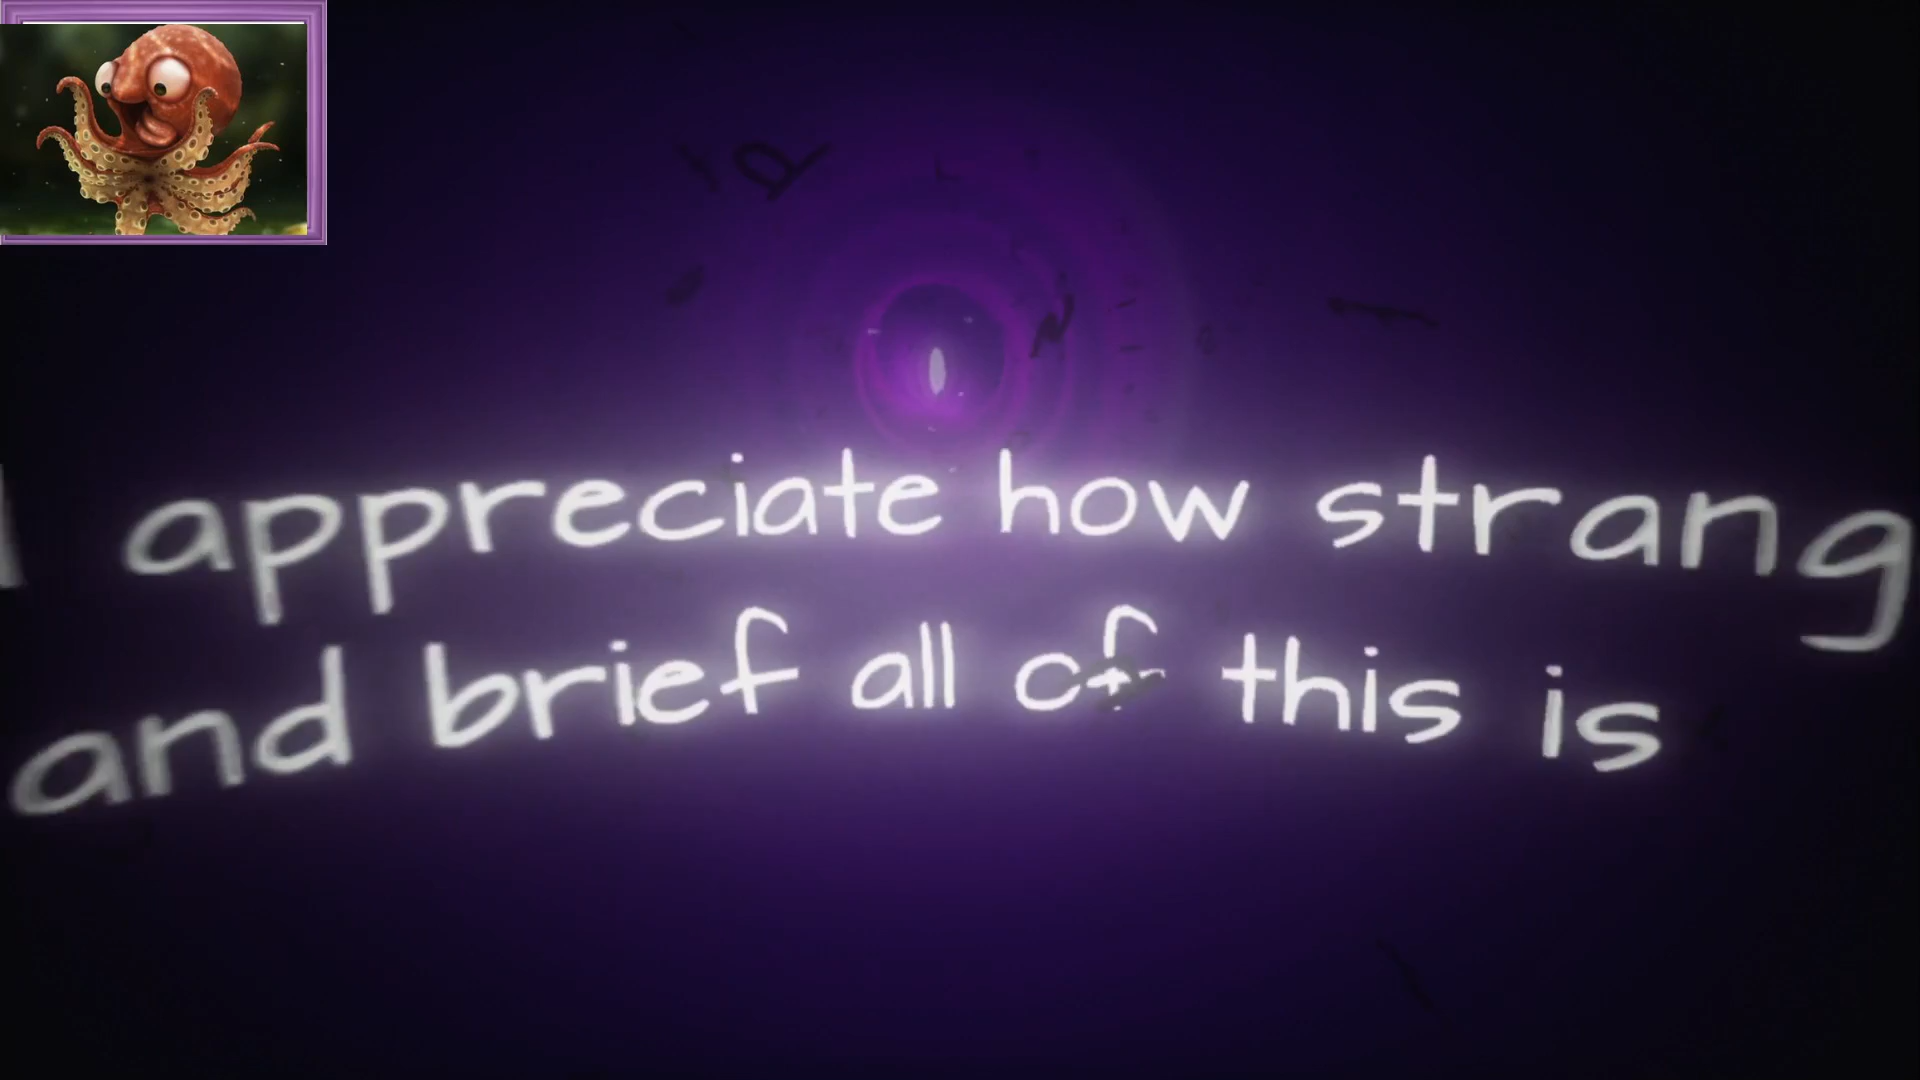 I appreciate how strang
and brief all of this is